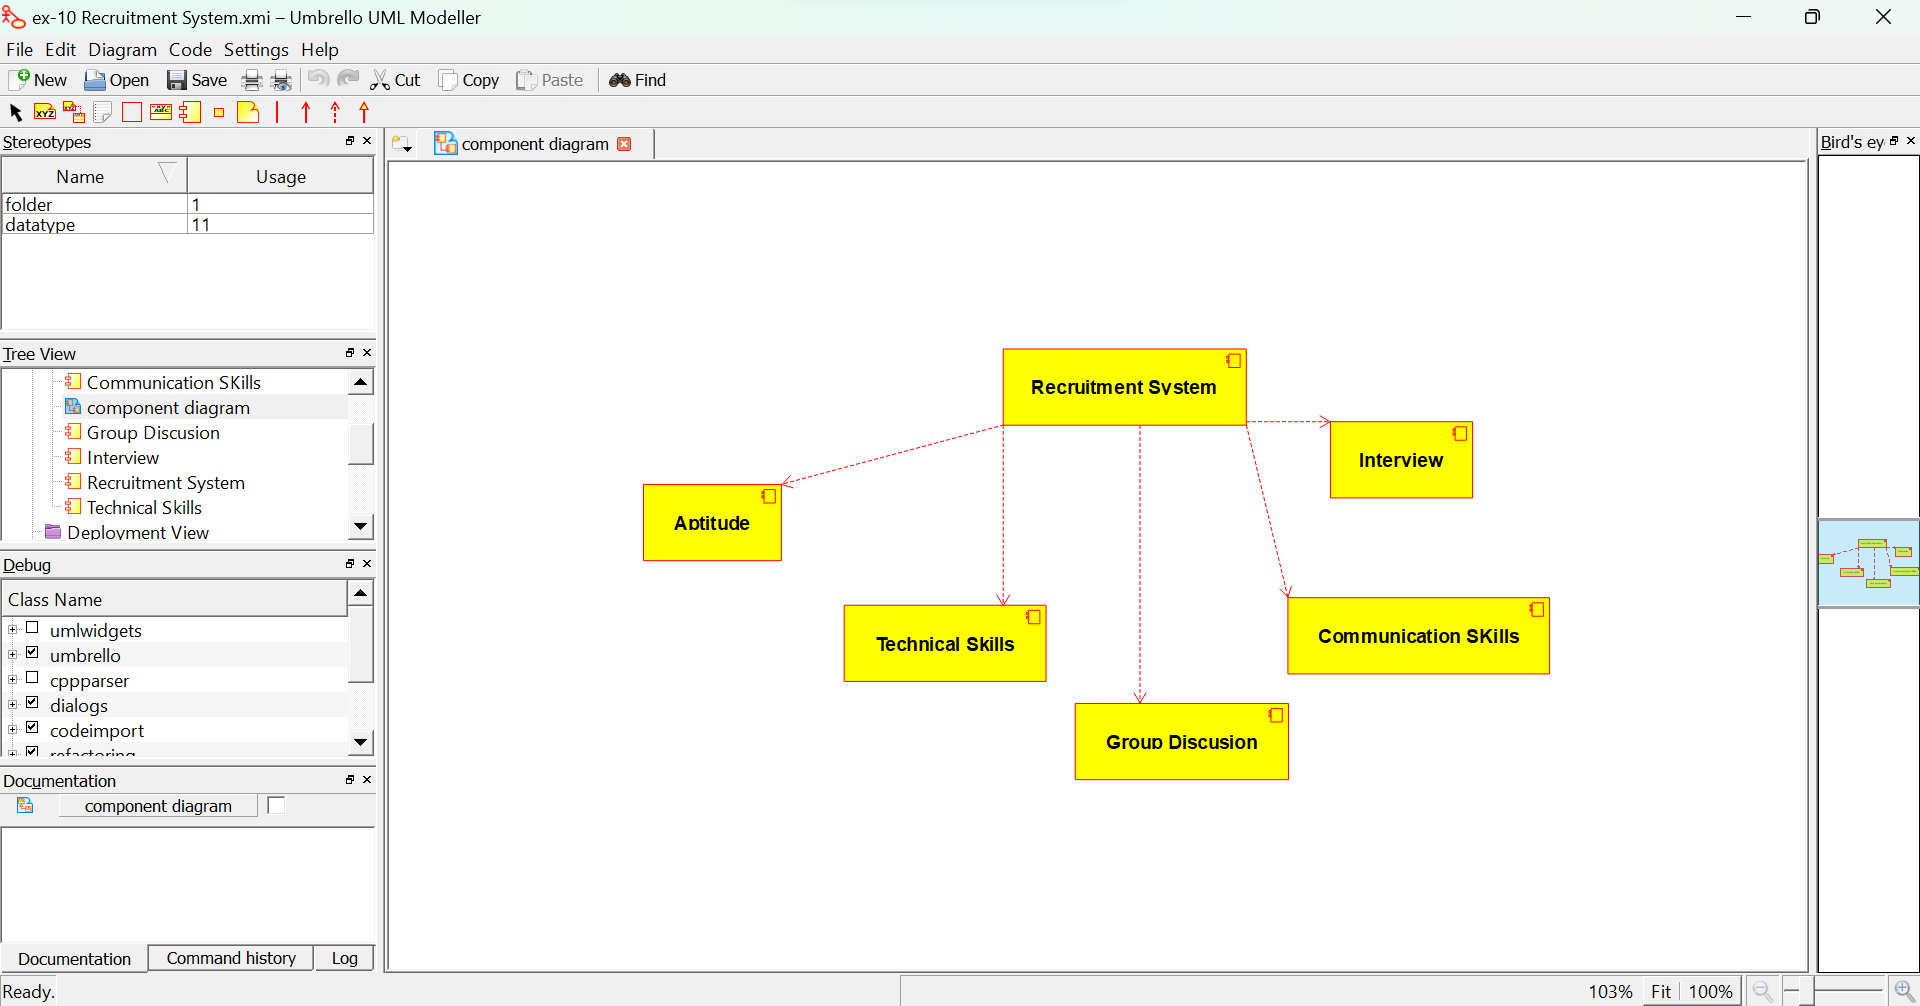 ex-10 Recruitment System.xmi – Umbrello UML Modeller
File Edit Diagram Code Settings Help
New Open Save Cut Copy Paste Find
Stereotypes
Name Usage
folder 1
datatype 11
Tree View
Communication SKills
component diagram
Group Discusion
Interview
Recruitment System
Technical Skills
Deployment View
Debug
Class Name
umlwidgets
umbrello
cppparser
dialogs
codeimport
refactoring
Documentation
component diagram
Documentation Command history Log
Ready.
component diagram
Recruitment System
Interview
Aptitude
Technical Skills
Communication SKills
Group Discusion
Bird's ey
103% Fit 100%